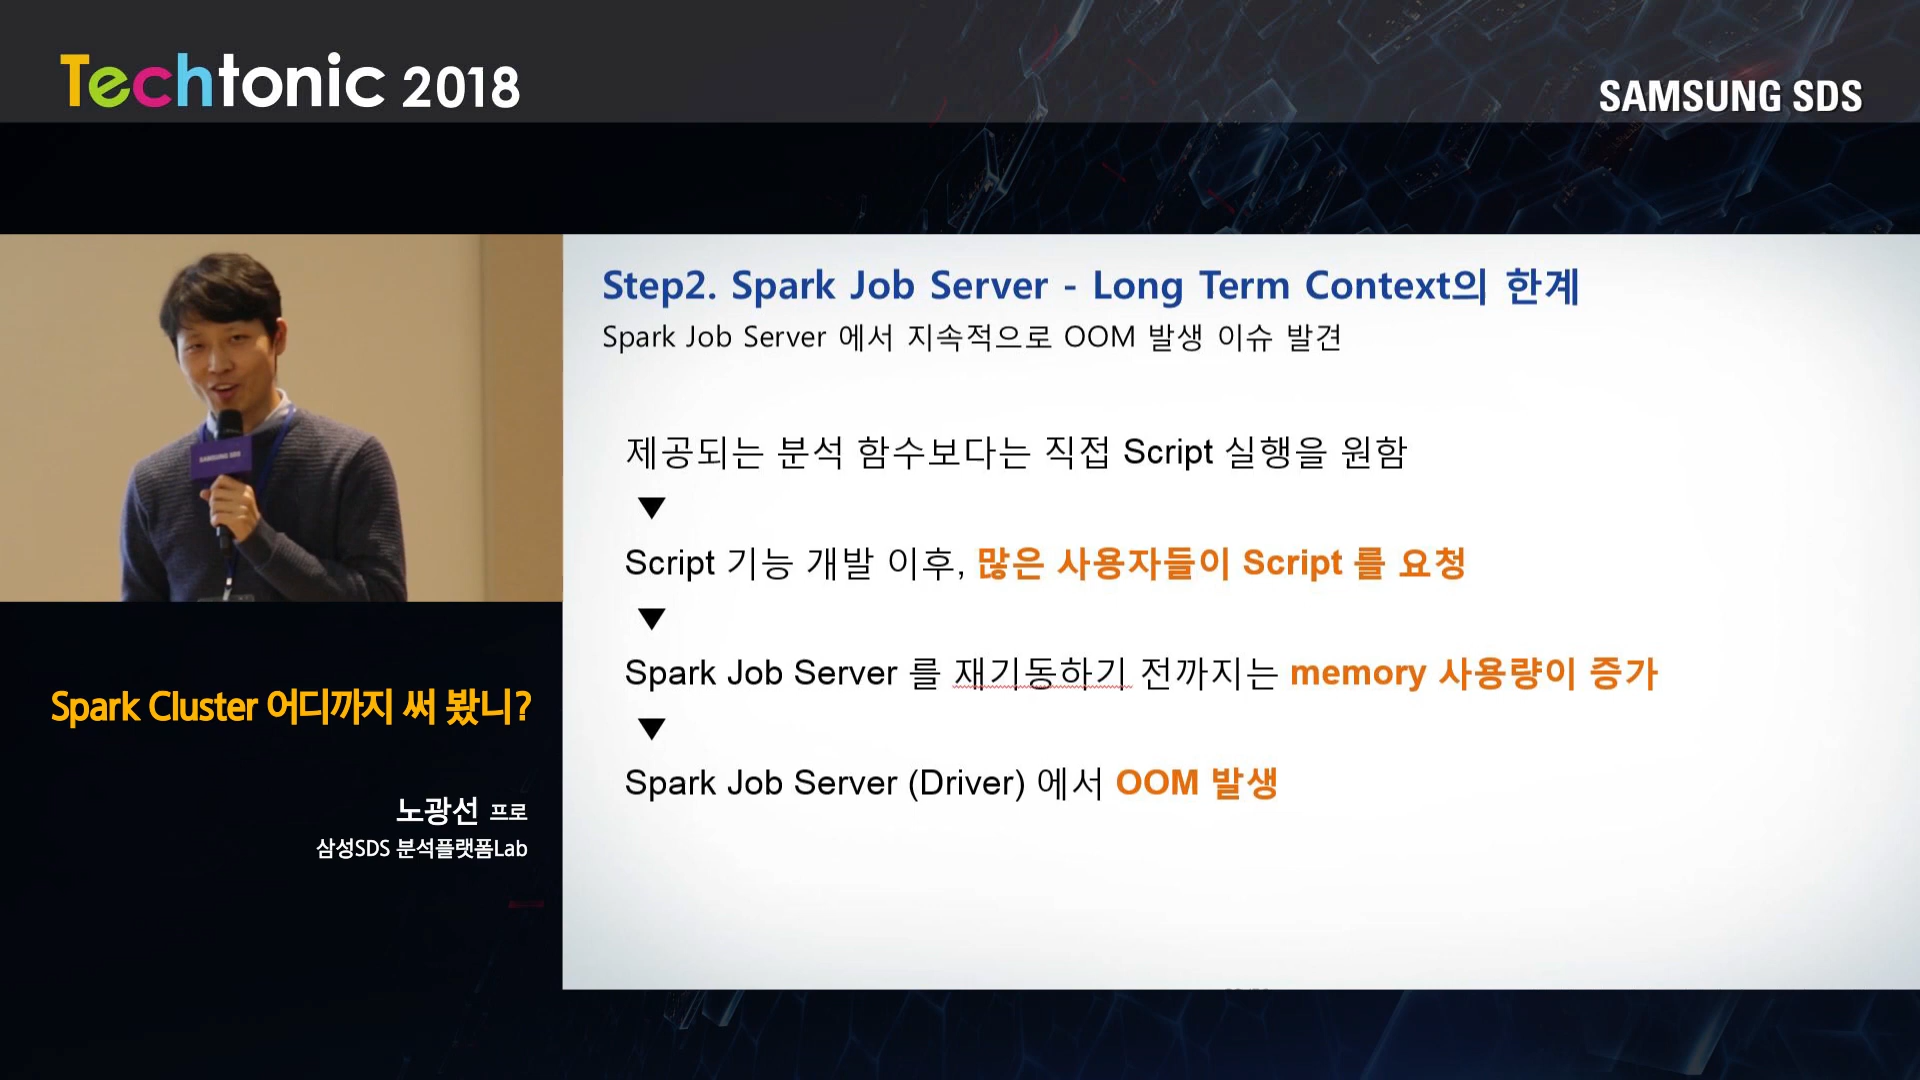 Techtonic 2018
SAMSUNG SDS
SAMSUNG SDS
Spark Cluster 어디까지 써 봤니?
노광선 프로
삼성SDS 분석플랫폼Lab
Step2. Spark Job Server - Long Term Context의 한계
Spark Job Server 에서 지속적으로 OOM 발생 이슈 발견
제공되는 분석 함수보다는 직접 Script 실행을 원함
▼
Script 기능 개발 이후, 많은 사용자들이 Script 를 요청
▼
Spark Job Server 를 재기동하기 전까지는 memory 사용량이 증가
▼
Spark Job Server (Driver) 에서 OOM 발생